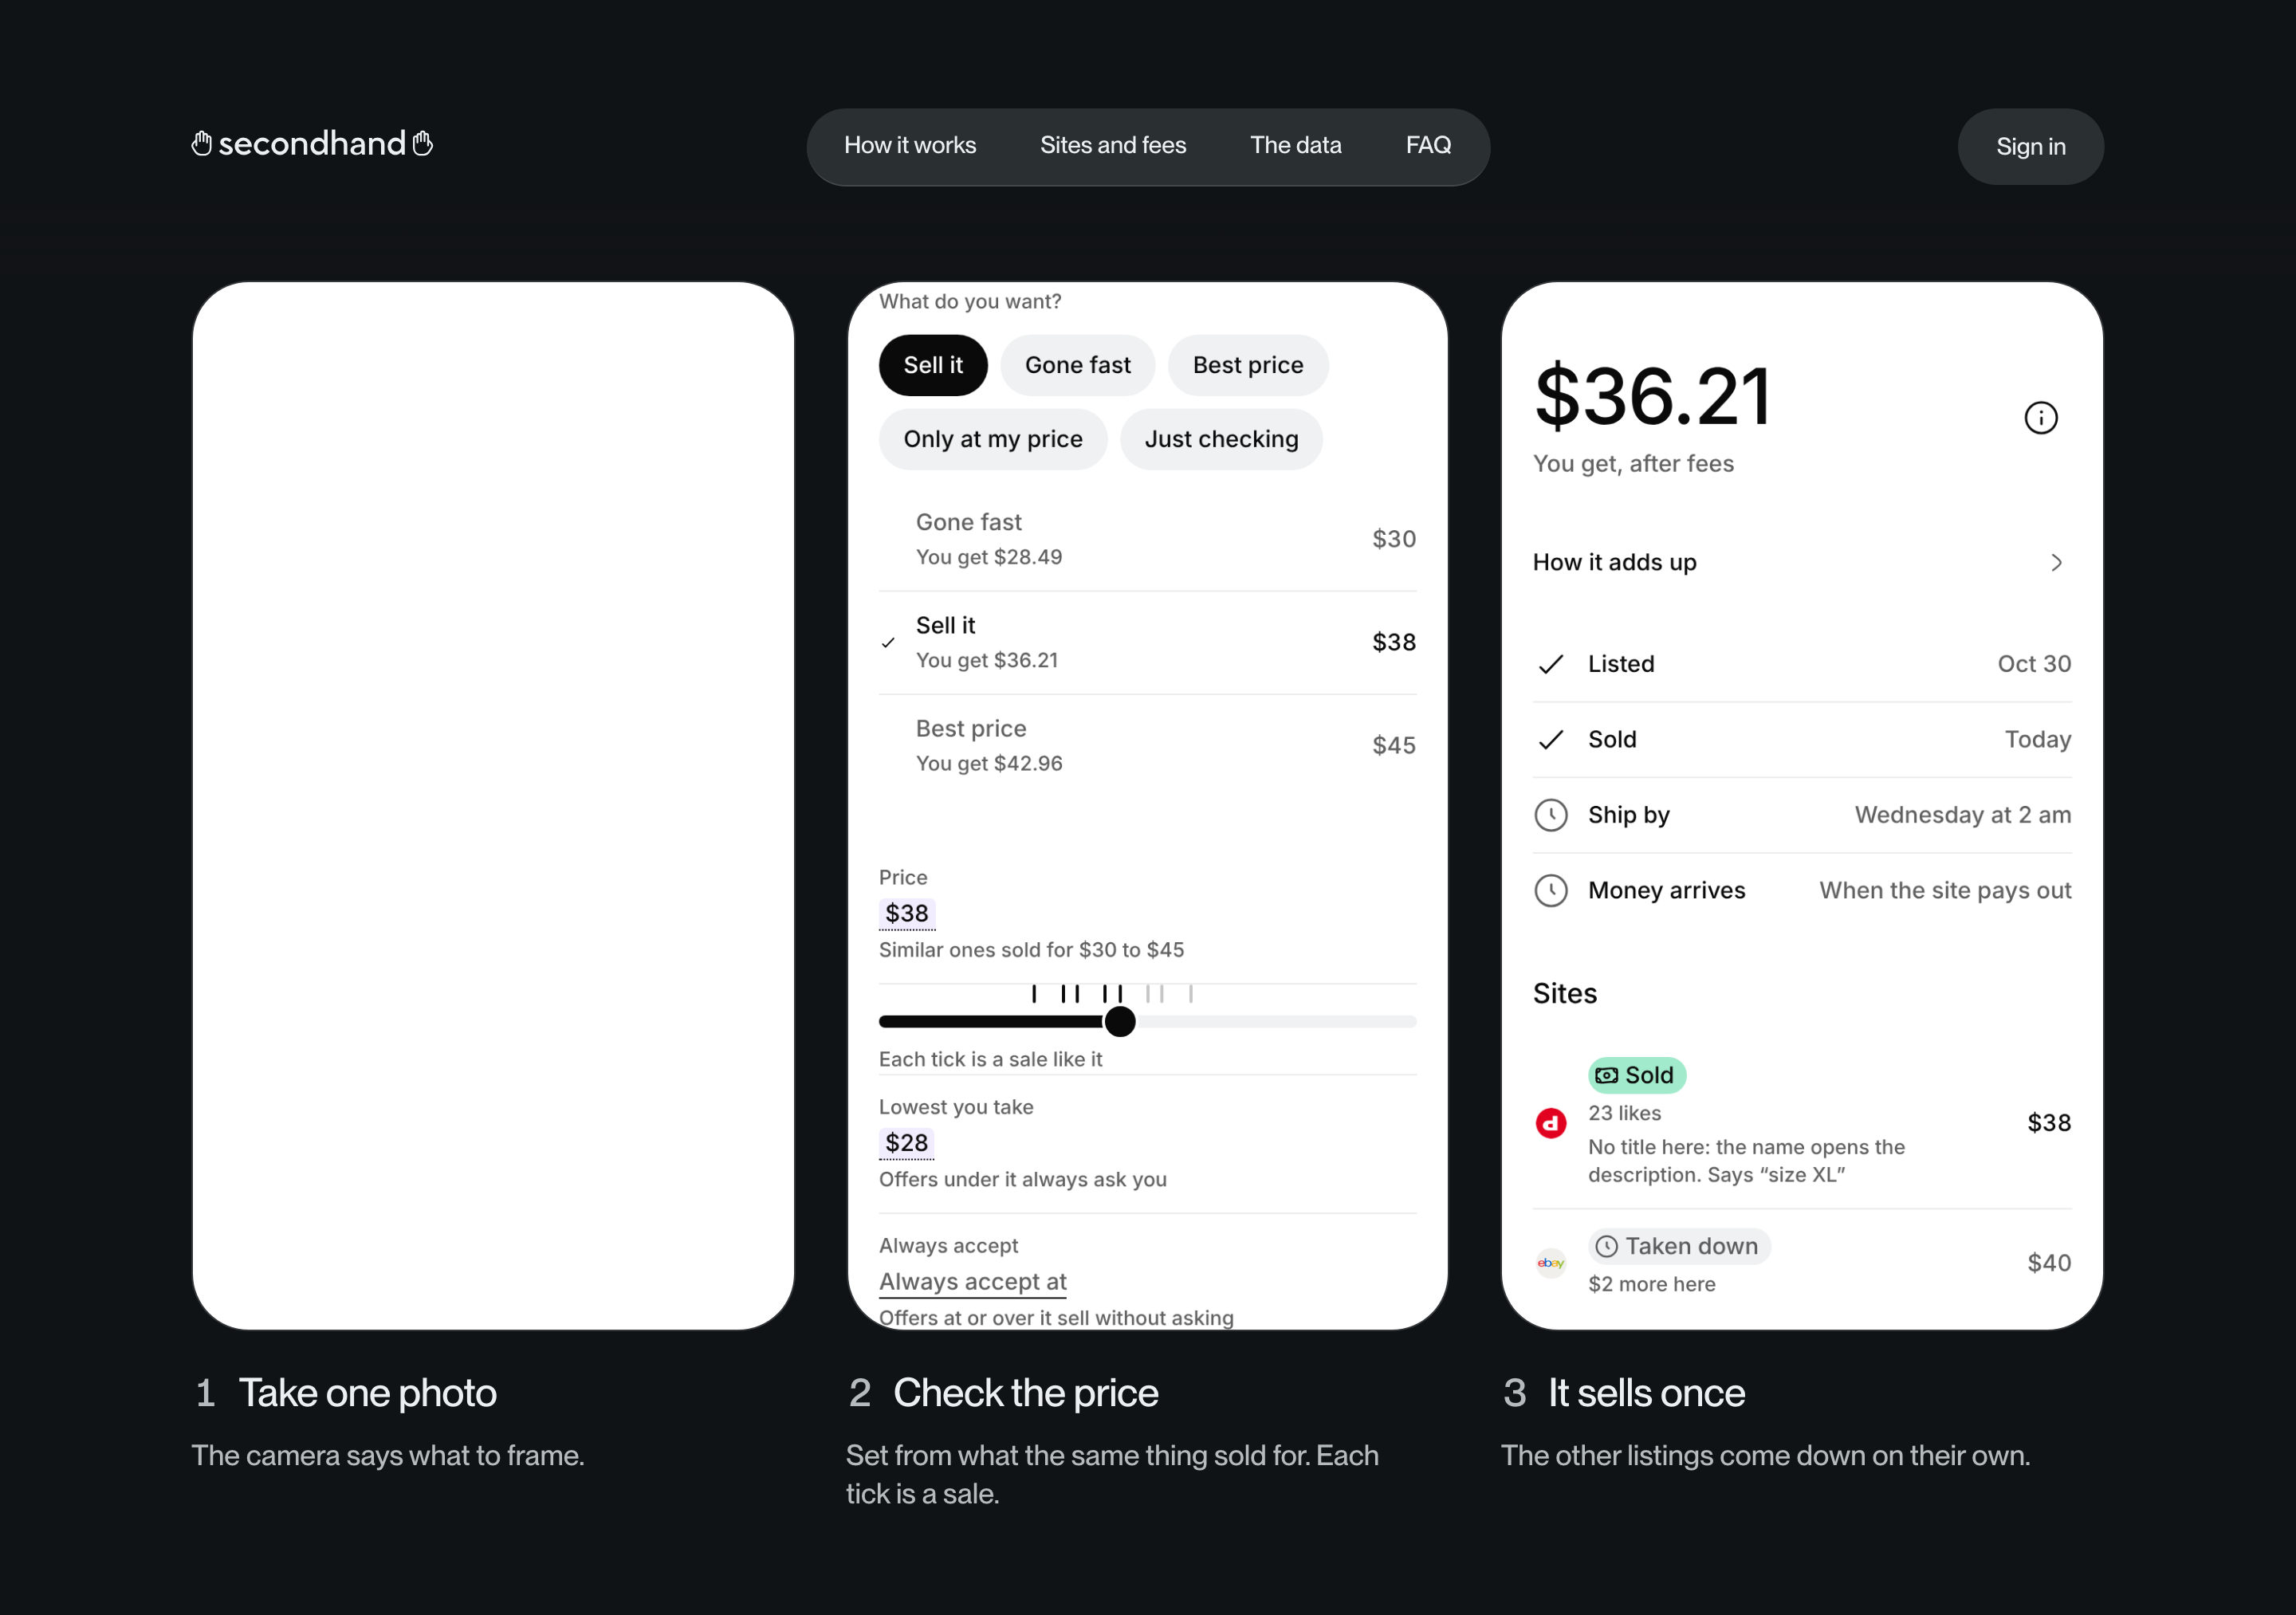 secondhand
How it works
Sites and fees
The data
FAQ
Sign in
What do you want?
Sell it
Gone fast
Best price
Only at my price
Just checking
Gone fast
You get $28.49
$30
Sell it
You get $36.21
$38
Best price
You get $42.96
$45
Price
$38
Similar ones sold for $30 to $45
Each tick is a sale like it
Lowest you take
$28
Offers under it always ask you
Always accept
Always accept at
Offers at or over it sell without asking
$36.21
You get, after fees
How it adds up
Listed
Oct 30
Sold
Today
Ship by
Wednesday at 2 am
Money arrives
When the site pays out
Sites
Sold
23 likes
No title here: the name opens the
description. Says “size XL”
d
$38
Taken down
ebay
$2 more here
$40
1 Take one photo
The camera says what to frame.
2 Check the price
Set from what the same thing sold for. Each
tick is a sale.
3 It sells once
The other listings come down on their own.